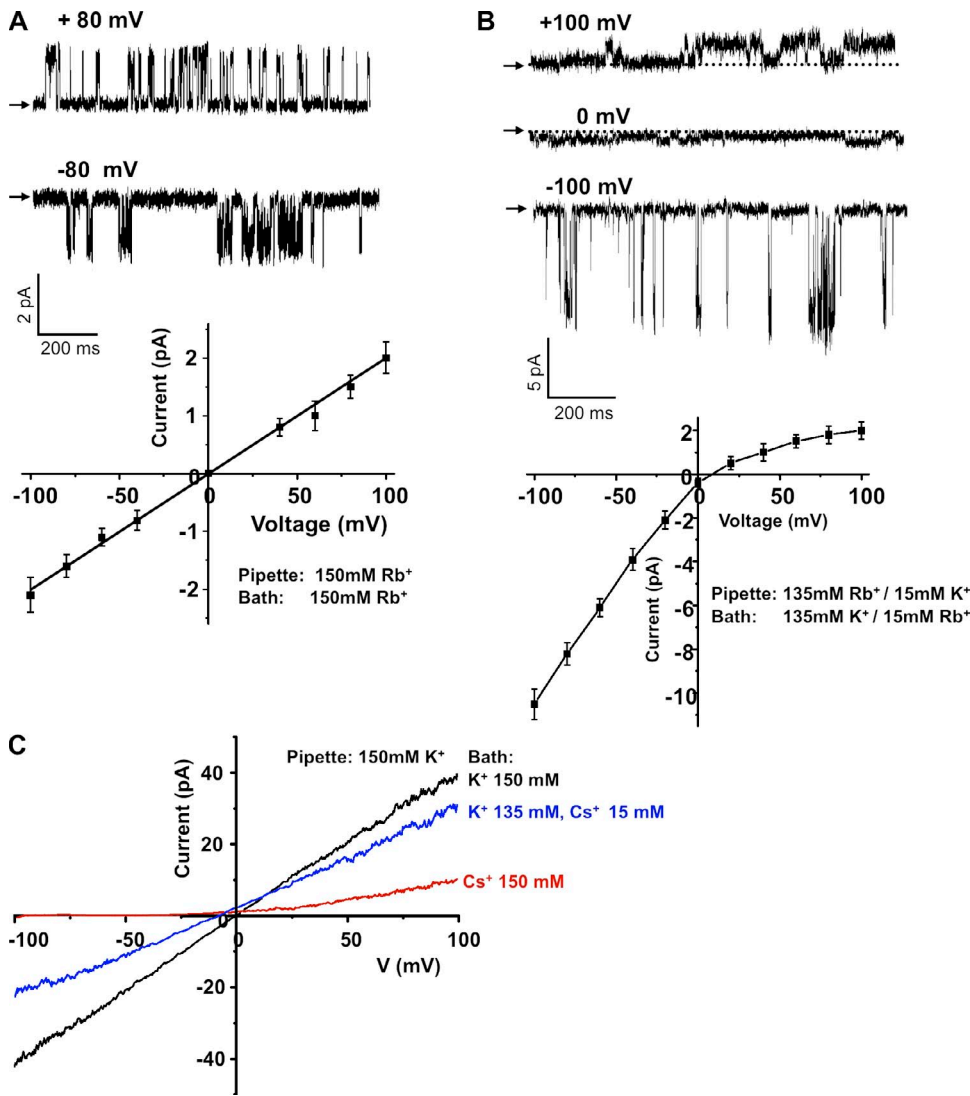 A
+ 80 mV
-80 mV
2 pA
200 ms
Current (pA)
2
1
0
-1
-2
-100
-50
0
50
100
Voltage (mV)
Pipette: 150mM Rb⁺
Bath: 150mM Rb⁺
B
+100 mV
0 mV
-100 mV
5 pA
200 ms
2
0
-2
-4
-6
-8
-10
-100
-50
0
50
100
Voltage (mV)
Current (pA)
Pipette: 135mM Rb⁺ / 15mM K⁺
Bath: 135mM K⁺ / 15mM Rb⁺
C
Current (pA)
40
20
0
-20
-40
-100
-50
0
50
100
V (mV)
Pipette: 150mM K⁺ Bath:
K⁺ 150 mM
K⁺ 135 mM, Cs⁺ 15 mM
Cs⁺ 150 mM